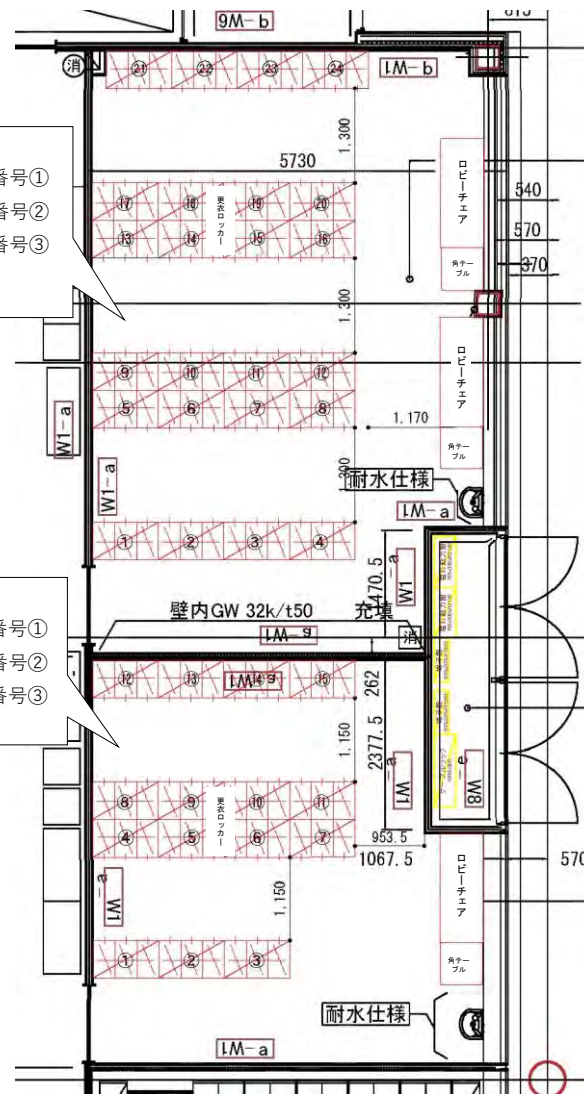 W6-b
615
消
㉑ ㉒ ㉓ ㉔
W1-b
1,300
5730
番号①
番号②
番号③
ロビーチェア
540
570
370
⑰ ⑱ ⑲ ⑳
更衣ロッカー
⑬ ⑭ ⑮ ⑯
角テーブル
1,300
ロビーチェア
⑨ ⑩ ⑪ ⑫
⑤ ⑥ ⑦ ⑧
W1-a
1,170
角テーブル
W1-a
1,300
耐水仕様
W1-a
① ② ③ ④
W1-a
1470.5
番号①
番号②
番号③
壁内GW 32k/t50 充填
W1-a
消
⑫ ⑬ ⑭ ⑮
W1-a
262
1,150
2377.5
W1-a
W8-e
⑧ ⑨ ⑩ ⑪
更衣ロッカー
④ ⑤ ⑥ ⑦
953.5
1067.5
570
ロビーチェア
W1-a
1,150
① ② ③
角テーブル
耐水仕様
W1-a